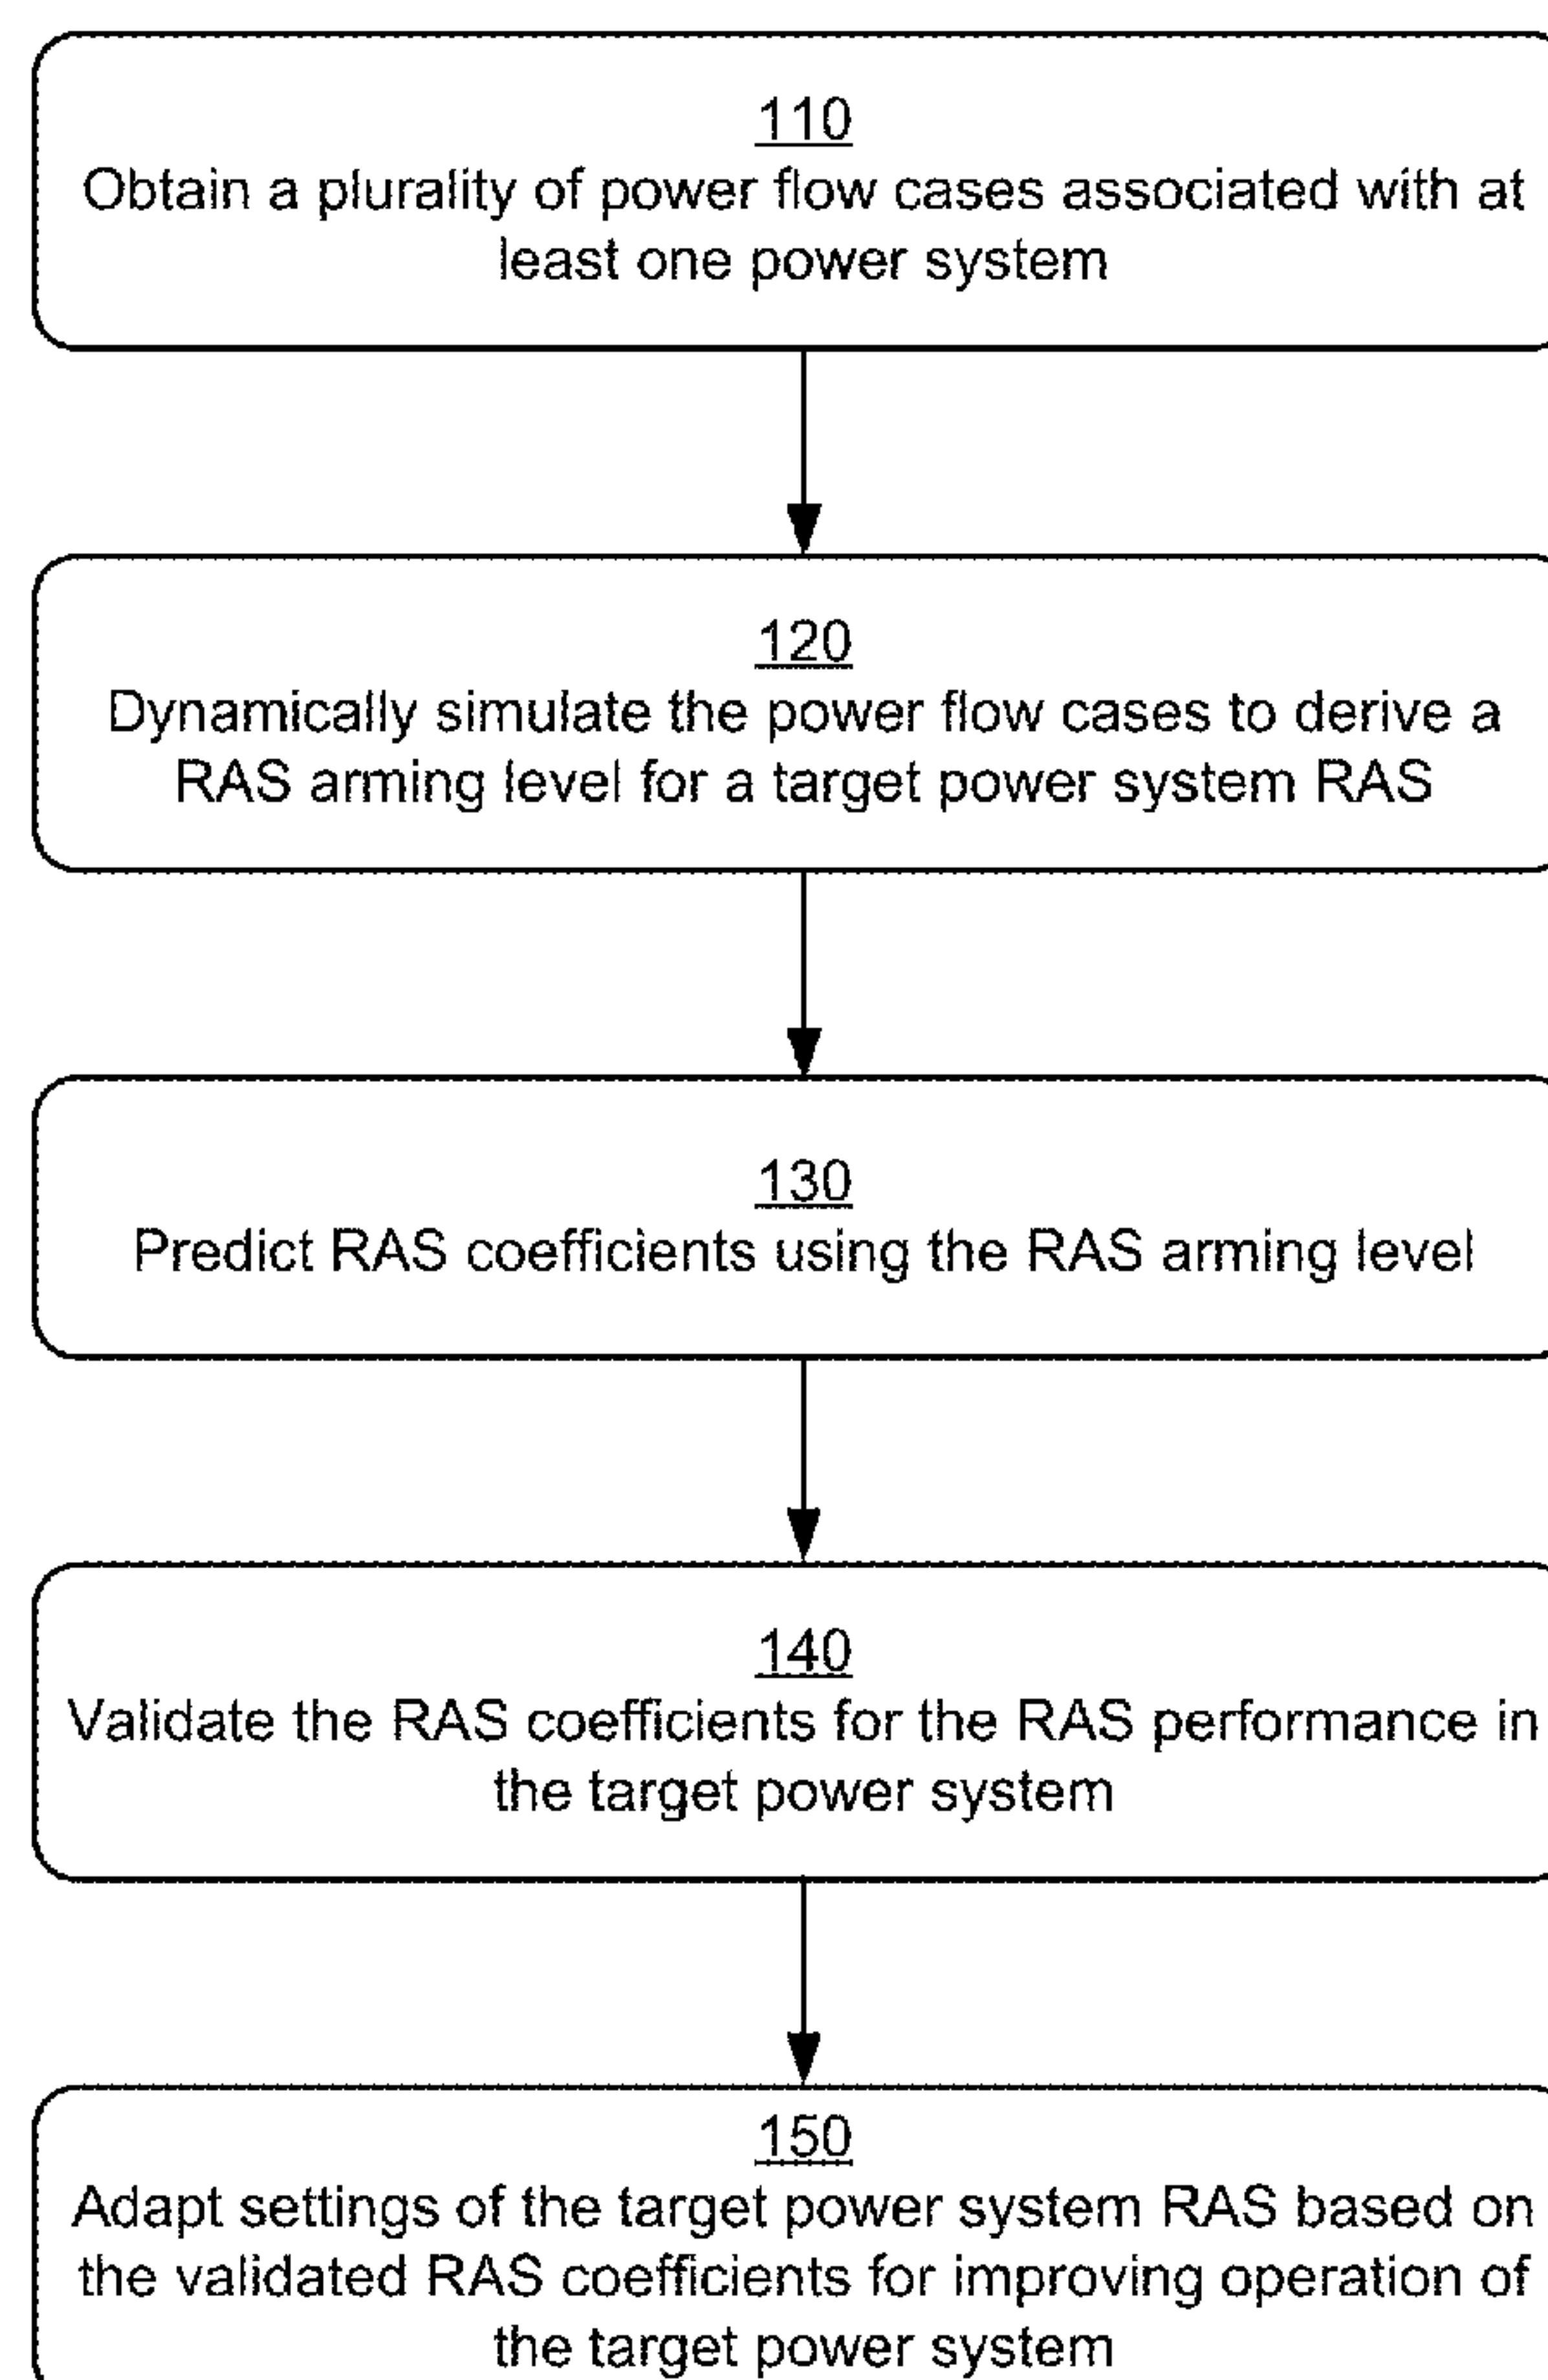 110
Obtain a plurality of power flow cases associated with at
least one power system
120
Dynamically simulate the power flow cases to derive a
RAS arming level for a target power system RAS
130
Predict RAS coefficients using the RAS arming level
140
Validate the RAS coefficients for the RAS performance in
the target power system
150
Adapt settings of the target power system RAS based on
the validated RAS coefficients for improving operation of
the target power system